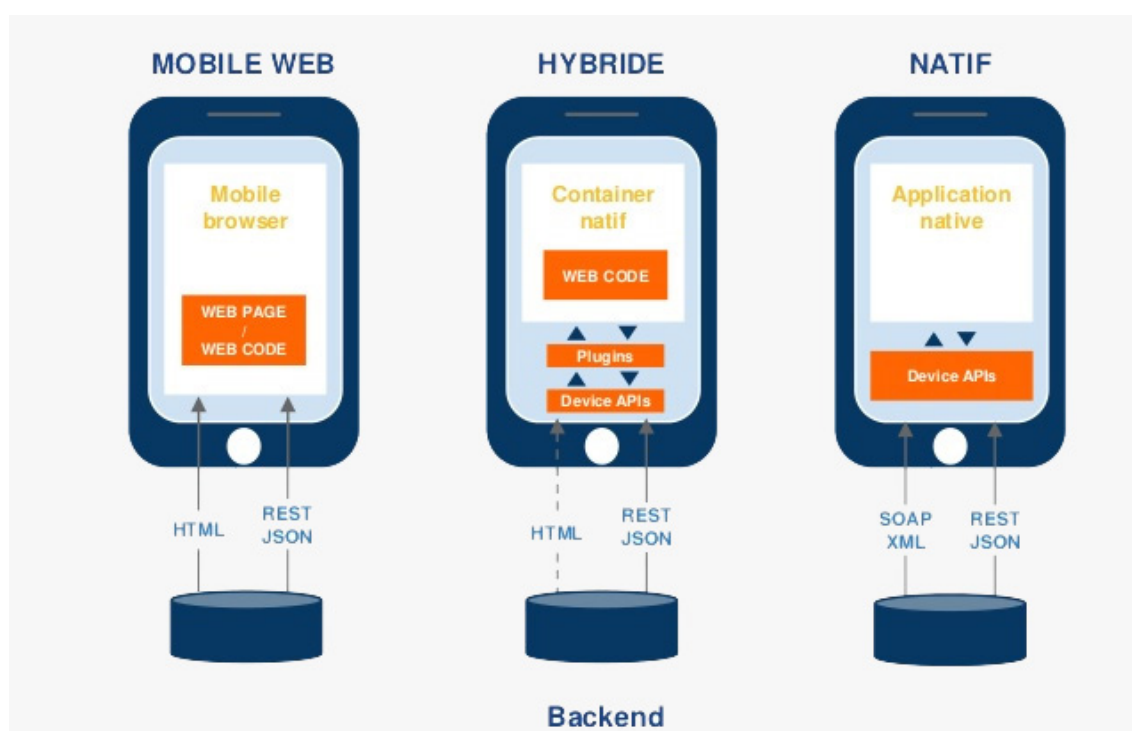 MOBILE WEB
HYBRIDE
NATIF
Mobile
browser
WEB PAGE
/
WEB CODE
Container
natif
WEB CODE
Plugins
Device APIs
Application
native
Device APIs
HTML
REST
JSON
HTML
REST
JSON
SOAP
XML
REST
JSON
Backend